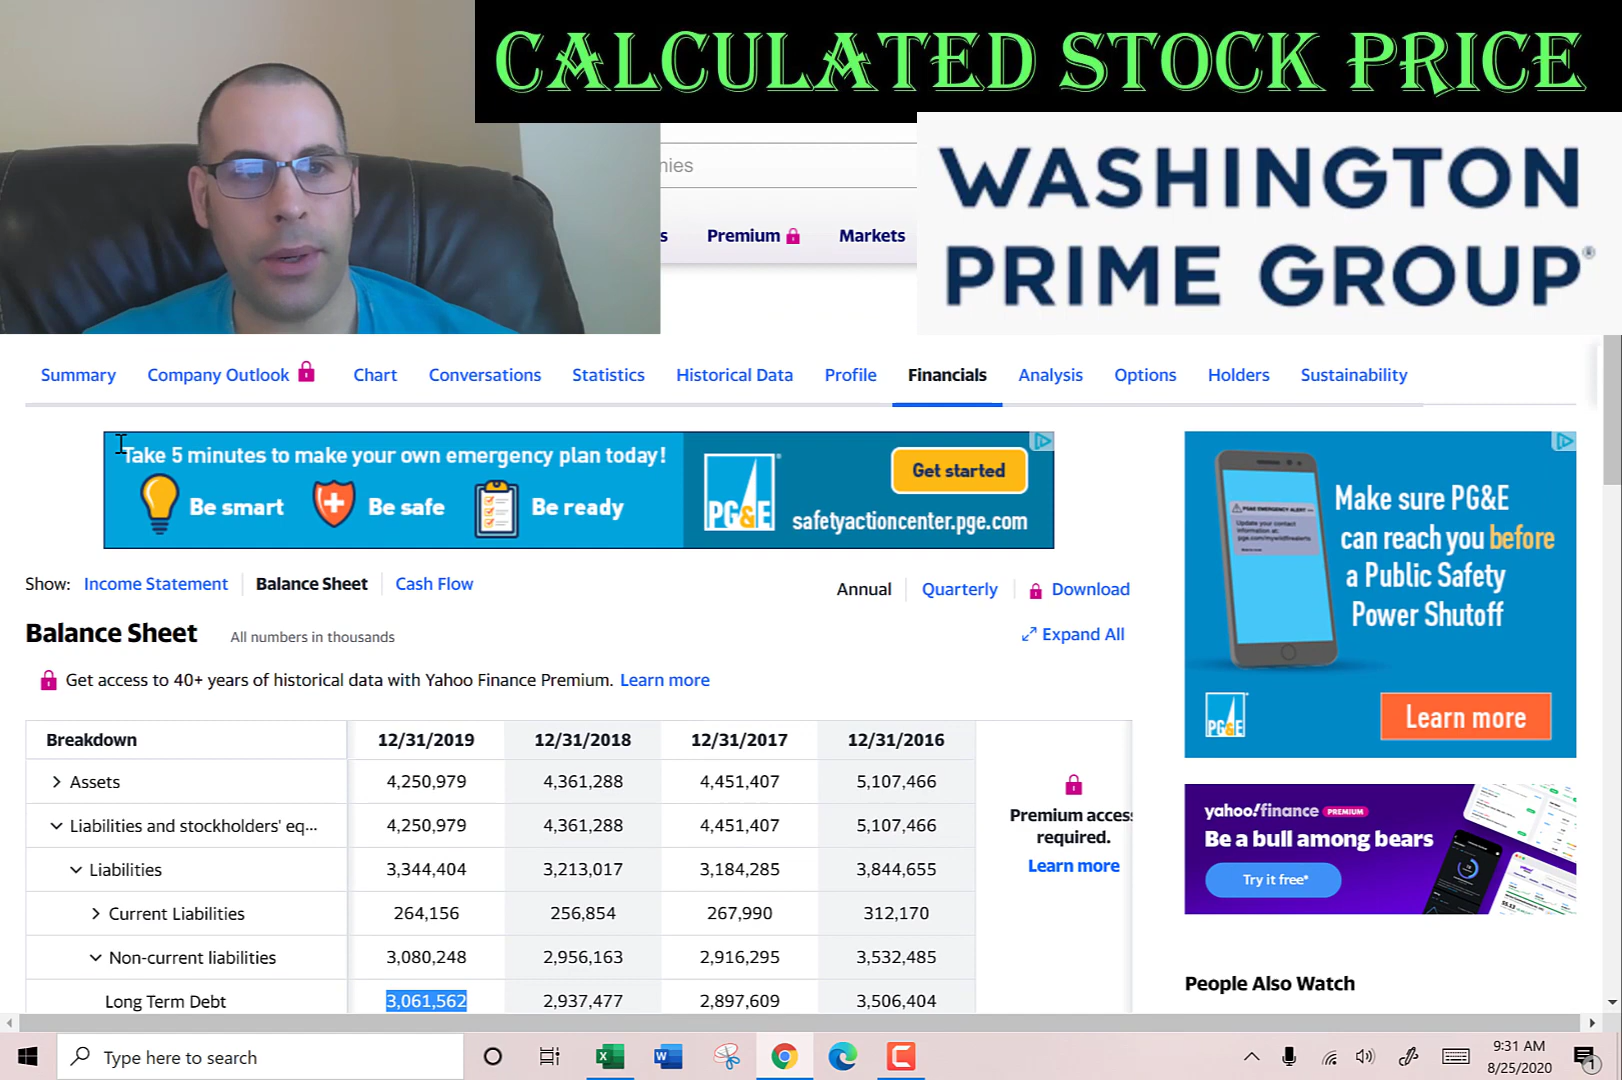 CALCULATED STOCK PRICE
WASHINGTON
PRIME GROUP®
nies
s Premium Markets
Summary Company Outlook Chart Conversations Statistics Historical Data Profile Financials Analysis Options Holders Sustainability
Take 5 minutes to make your own emergency plan today!
Be smart Be safe Be ready
PG&E
Get started
safetyactioncenter.pge.com
Make sure PG&E
can reach you before
a Public Safety
Power Shutoff
PG&E
Learn more
Show: Income Statement Balance Sheet Cash Flow Annual Quarterly Download
Balance Sheet All numbers in thousands Expand All
Get access to 40+ years of historical data with Yahoo Finance Premium. Learn more
Breakdown 12/31/2019 12/31/2018 12/31/2017 12/31/2016
Assets 4,250,979 4,361,288 4,451,407 5,107,466
Liabilities and stockholders' eq... 4,250,979 4,361,288 4,451,407 5,107,466
Liabilities 3,344,404 3,213,017 3,184,285 3,844,655
Current Liabilities 264,156 256,854 267,990 312,170
Non-current liabilities 3,080,248 2,956,163 2,916,295 3,532,485
Long Term Debt 3,061,562 2,937,477 2,897,609 3,506,404
Premium access
required.
Learn more
yahoo!finance PREMIUM
Be a bull among bears
Try it free*
People Also Watch
Type here to search
9:31 AM
8/25/2020
1